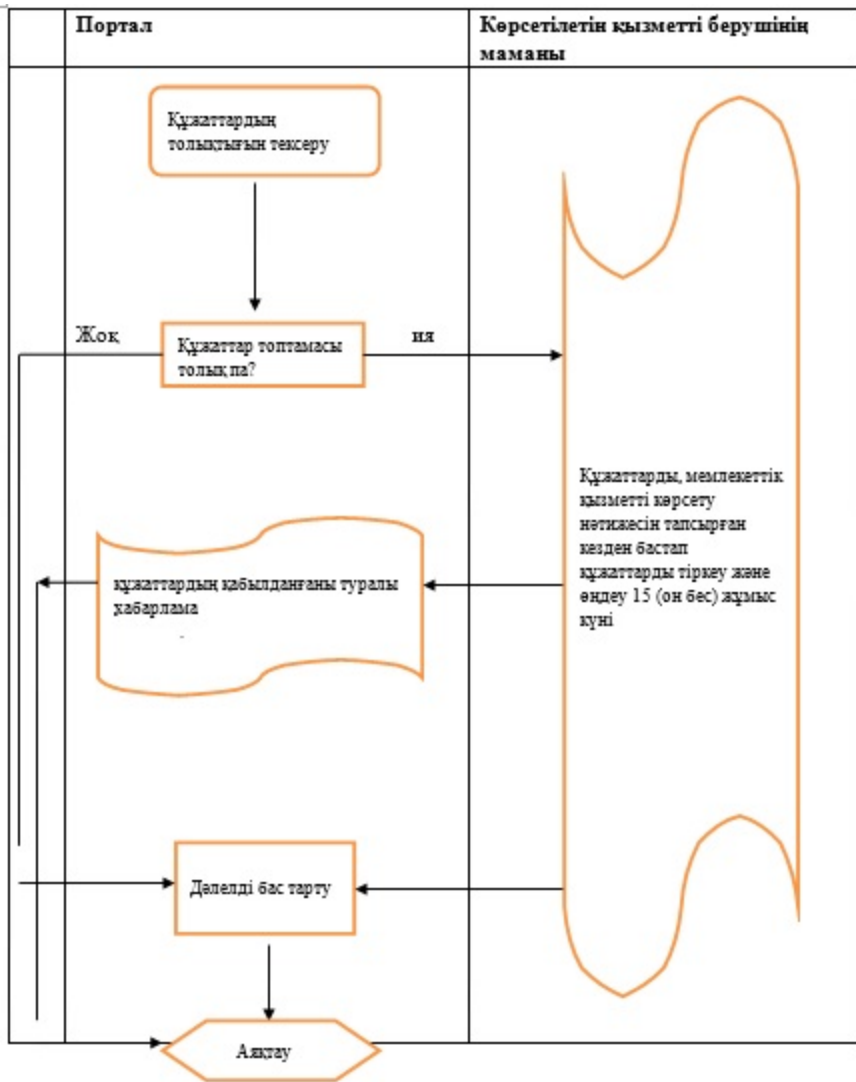 Портал
Көрсетілетін қызметті берушінің
маманы
Құжаттардың
толықтығын тексеру
Жоқ
Құжаттар топтамасы
толық па?
ия
Құжаттарды, мемлекеттік
қызметті көрсету
нәтижесін тапсырған
кезден бастап
құжаттарды тіркеу және
өңдеу 15 (он бес) жұмыс
күні
құжаттардың қабылданғаны туралы
хабарлама
Дәлелді бас тарту
Аяқтау